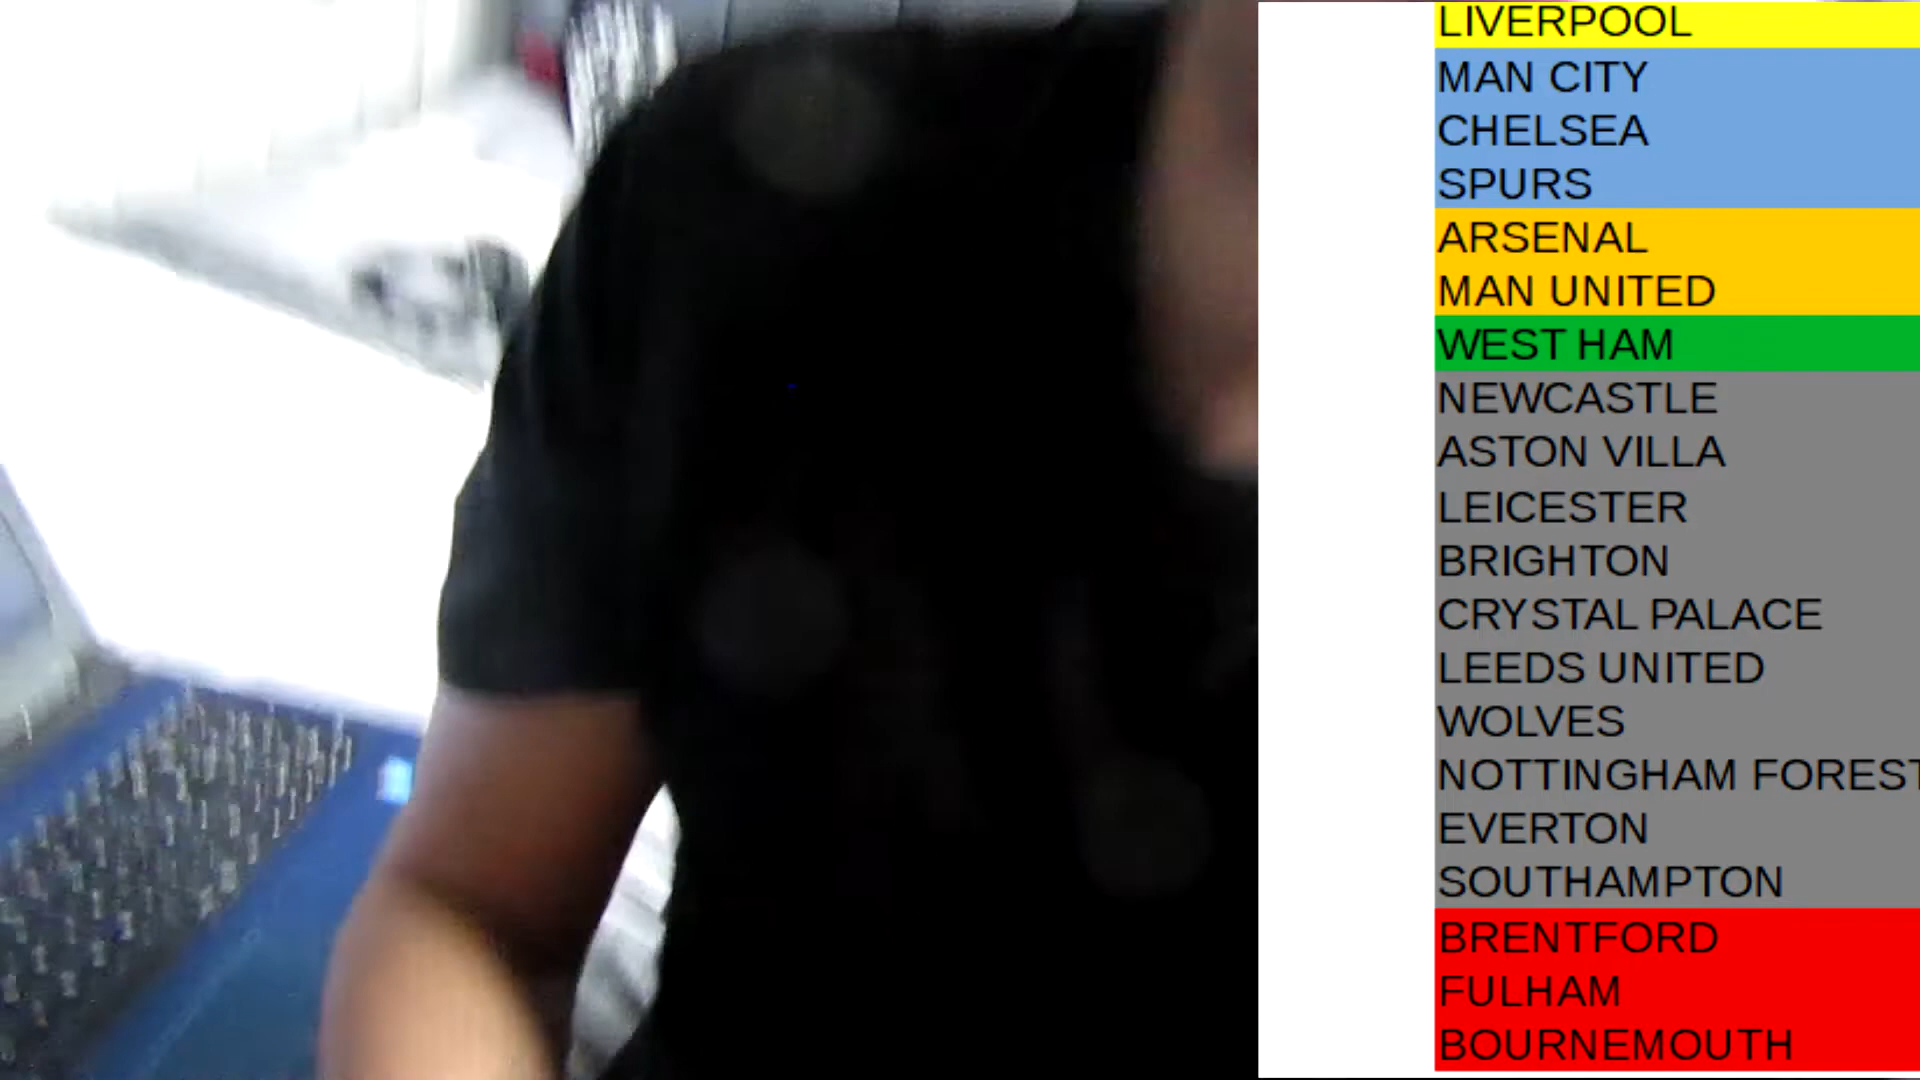 LIVERPOOL
MAN CITY
CHELSEA
SPURS
ARSENAL
MAN UNITED
WEST HAM
NEWCASTLE
ASTON VILLA
LEICESTER
BRIGHTON
CRYSTAL PALACE
LEEDS UNITED
WOLVES
NOTTINGHAM FOREST
EVERTON
SOUTHAMPTON
BRENTFORD
FULHAM
BOURNEMOUTH